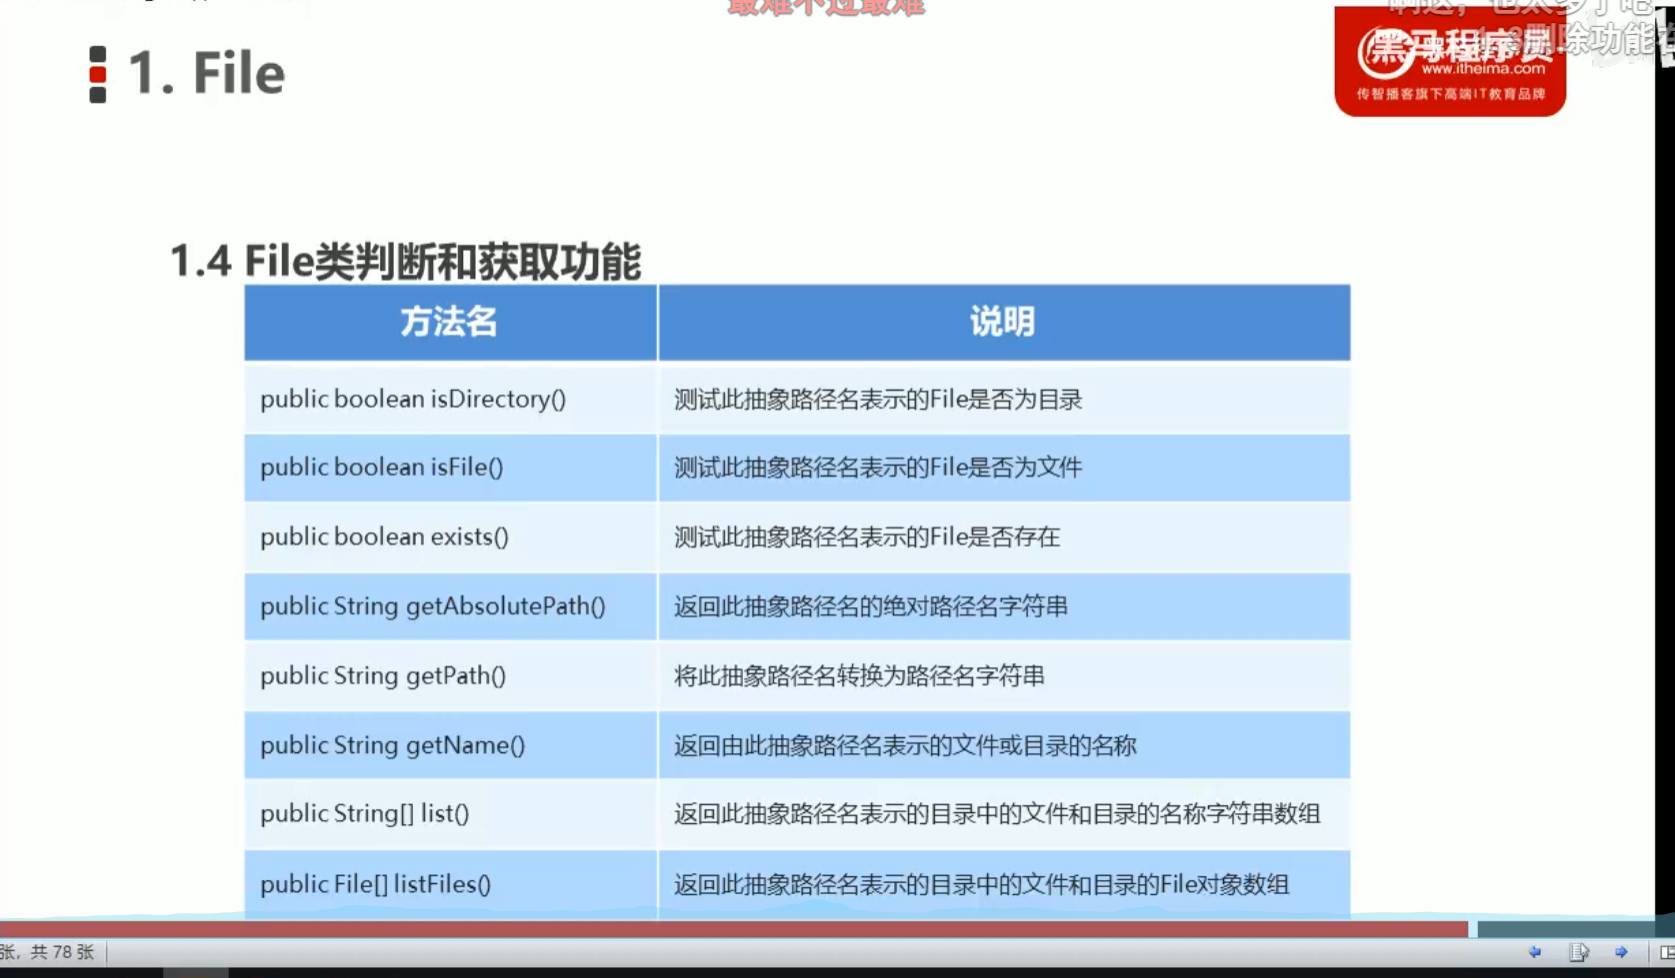 最难不过最难
1. File
黑马程序员
www.itheima.com
传智播客旗下高端IT教育品牌
删除功能
1.4 File类判断和获取功能
方法名 说明
public boolean isDirectory() 测试此抽象路径名表示的File是否为目录
public boolean isFile() 测试此抽象路径名表示的File是否为文件
public boolean exists() 测试此抽象路径名表示的File是否存在
public String getAbsolutePath() 返回此抽象路径名的绝对路径名字符串
public String getPath() 将此抽象路径名转换为路径名字符串
public String getName() 返回由此抽象路径名表示的文件或目录的名称
public String[] list() 返回此抽象路径名表示的目录中的文件和目录的名称字符串数组
public File[] listFiles() 返回此抽象路径名表示的目录中的文件和目录的File对象数组
张，共 78 张